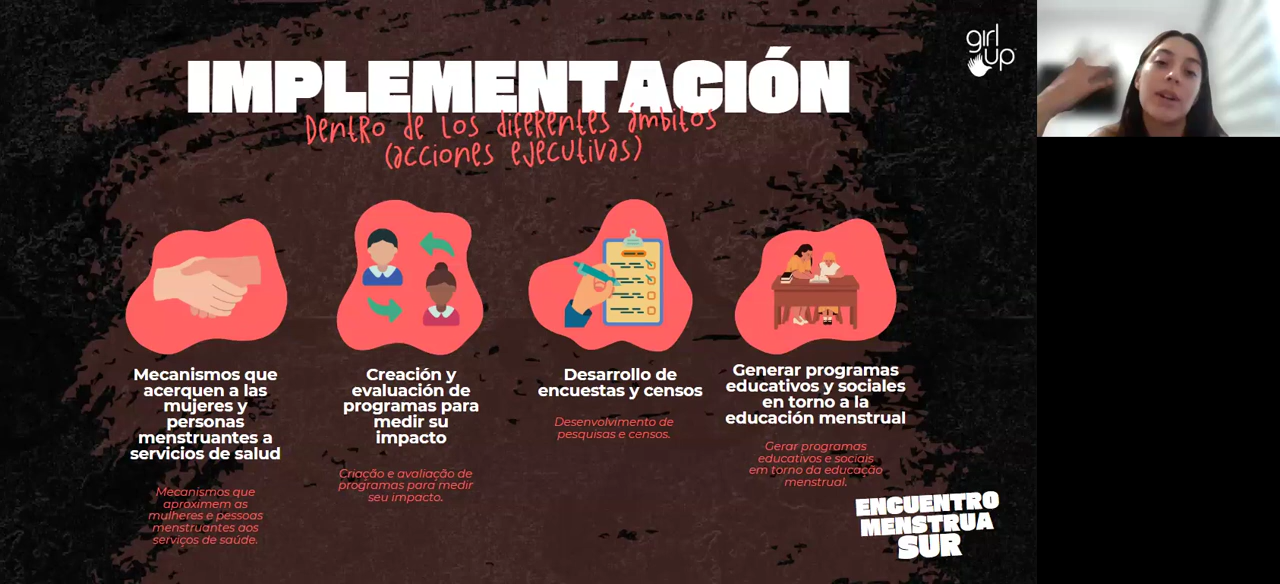 girl
up
IMPLEMENTACIÓN
Dentro de los diferentes ámbitos
(acciones ejecutivas)
Mecanismos que
acerquen a las
mujeres y
personas
menstruantes a
servicios de salud
Mecanismos que
aproximem as
mulheres e pessoas
menstruantes aos
serviços de saúde.
Creación y
evaluación de
programas para
medir su
impacto
Criação e avaliação de
programas para medir
seu impacto.
Desarrollo de
encuestas y censos
Desenvolvimento de
pesquisas e censos.
Generar programas
educativos y sociales
en torno a la
educación menstrual
Gerar programas
educativos e sociais
em torno da educação
menstrual.
ENCUENTRO
MENSTRUA
SUR